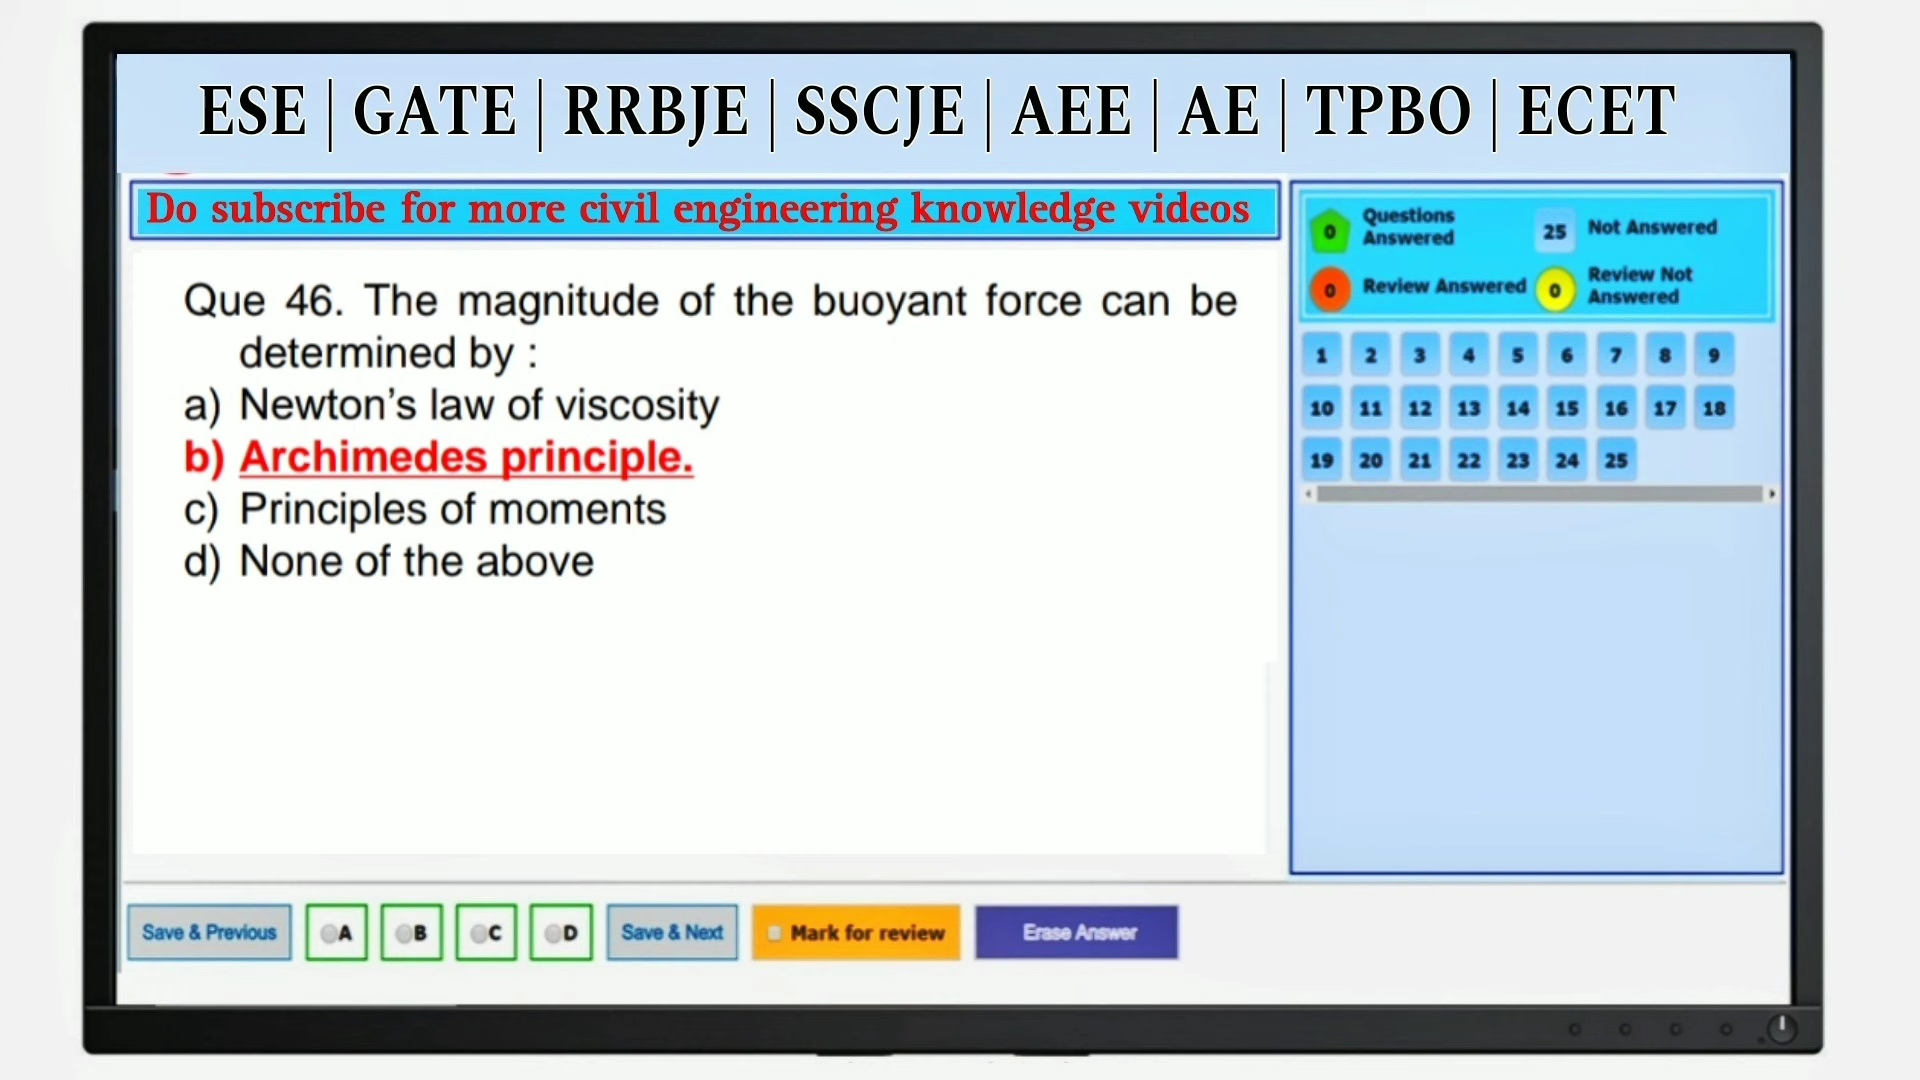 ESE | GATE | RRBJE | SSCJE | AEE | AE | TPBO | ECET
Do subscribe for more civil engineering knowledge videos
Que 46. The magnitude of the buoyant force can be
determined by :
a) Newton's law of viscosity
b) Archimedes principle.
c) Principles of moments
d) None of the above
0 Questions Answered
25 Not Answered
0 Review Answered
0 Review Not Answered
1 2 3 4 5 6 7 8 9
10 11 12 13 14 15 16 17 18
19 20 21 22 23 24 25
Save & Previous A B C D Save & Next Mark for review Erase Answer